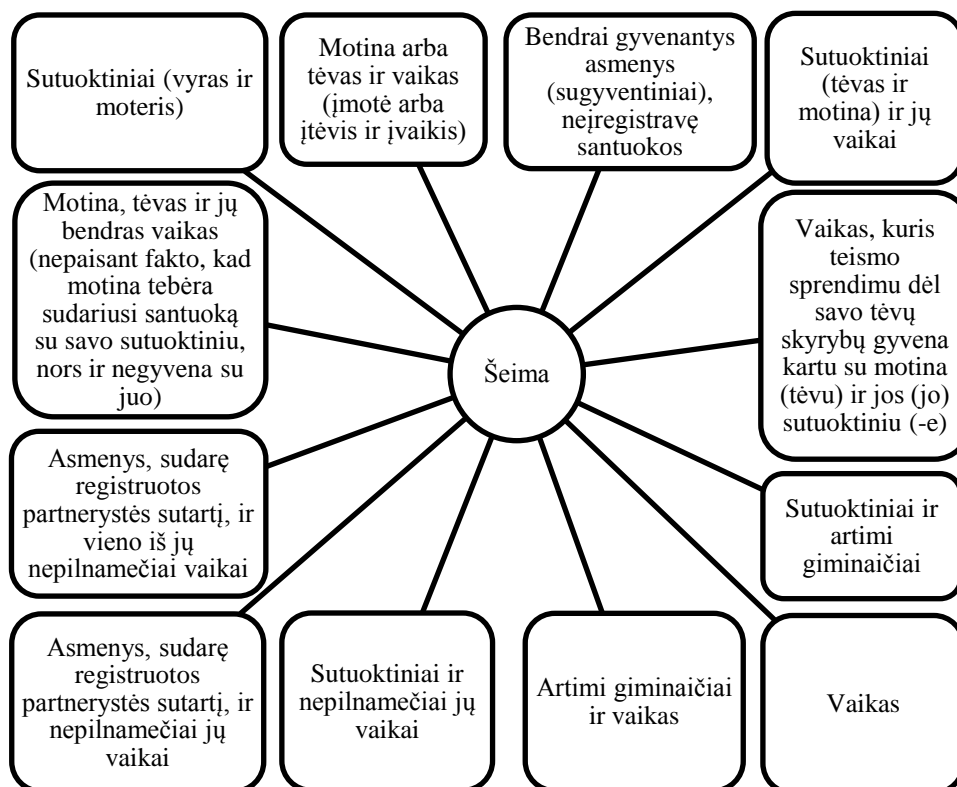 Sutuoktiniai (vyras ir
moteris)
Motina arba
tėvas ir vaikas
(įmotė arba
įtėvis ir įvaikis)
Bendrai gyvenantys
asmenys
(sugyventiniai),
neįregistravę
santuokos
Sutuoktiniai
(tėvas ir
motina) ir jų
vaikai
Motina, tėvas ir jų
bendras vaikas
(nepaisant fakto, kad
motina tebėra
sudariusi santuoką
su savo sutuoktiniu,
nors ir negyvena su
juo)
Šeima
Vaikas, kuris
teismo
sprendimu dėl
savo tėvų
skyrybų gyvena
kartu su motina
(tėvu) ir jos (jo)
sutuoktiniu (-e)
Asmenys, sudarę
registruotos
partnerystės sutartį, ir
vieno iš jų
nepilnamečiai vaikai
Sutuoktiniai ir
artimi
giminaičiai
Asmenys, sudarę
registruotos
partnerystės sutartį, ir
nepilnamečiai jų
vaikai
Sutuoktiniai ir
nepilnamečiai jų
vaikai
Artimi giminaičiai
ir vaikas
Vaikas